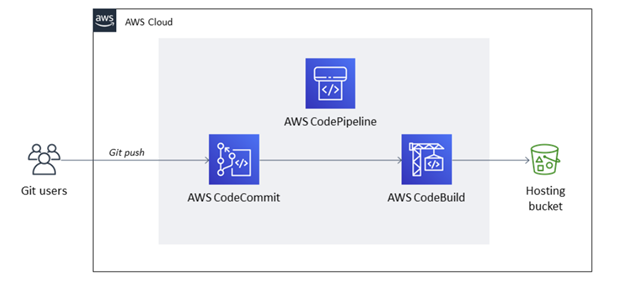 aws
AWS Cloud
AWS CodePipeline
Git push
Git users
AWS CodeCommit
AWS CodeBuild
Hosting
bucket